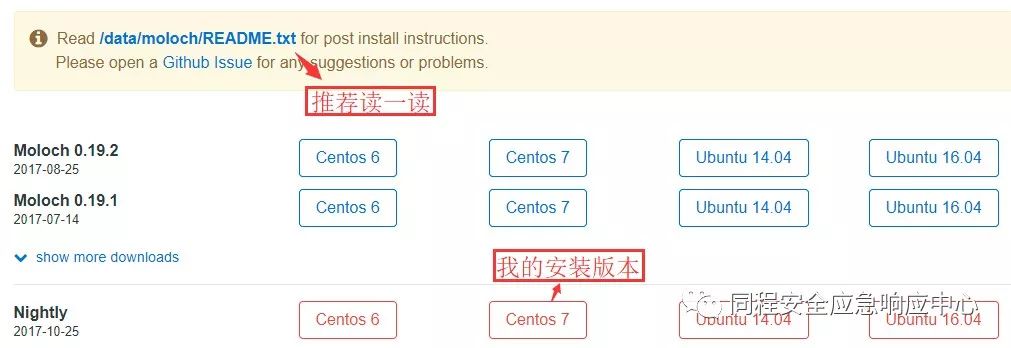 Read /data/moloch/README.txt for post install instructions.
Please open a Github Issue for any suggestions or problems.
推荐读一读
Moloch 0.19.2
2017-08-25
Centos 6
Centos 7
Ubuntu 14.04
Ubuntu 16.04
Moloch 0.19.1
2017-07-14
Centos 6
Centos 7
Ubuntu 14.04
Ubuntu 16.04
show more downloads
我的安装版本
Nightly
2017-10-25
Centos 6
Centos 7
Ubuntu 14.04
Ubuntu 16.04
同程安全应急响应中心